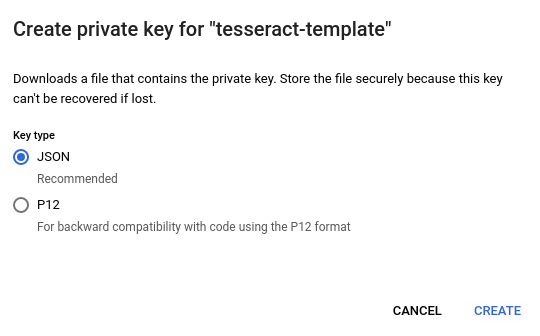 Create private key for "tesseract-template"
Downloads a file that contains the private key. Store the file securely because this key
can't be recovered if lost.
Key type
JSON
Recommended
P12
For backward compatibility with code using the P12 format
CANCEL CREATE